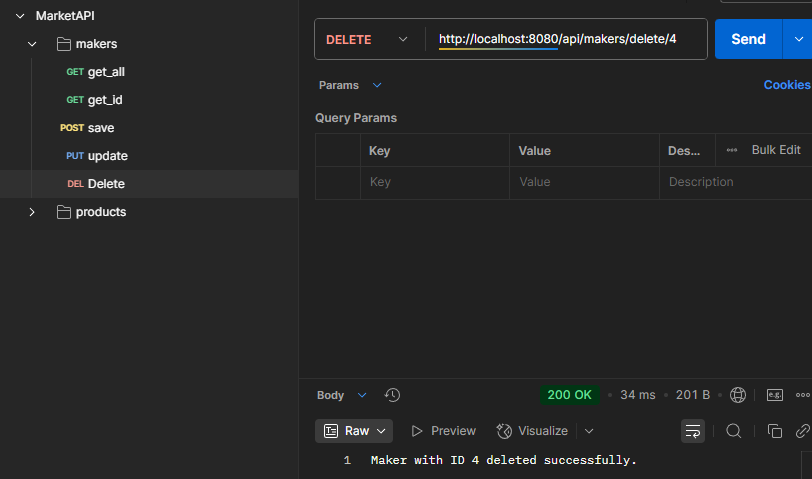 MarketAPI
makers
GET get_all
GET get_id
POST save
PUT update
DEL Delete
products
DELETE http://localhost:8080/api/makers/delete/4 Send
Params Cookies
Query Params
Key Value Des... Bulk Edit
Key Value Description
Body 200 OK 34 ms 201 B e.g.
Raw Preview Visualize
1 Maker with ID 4 deleted successfully.